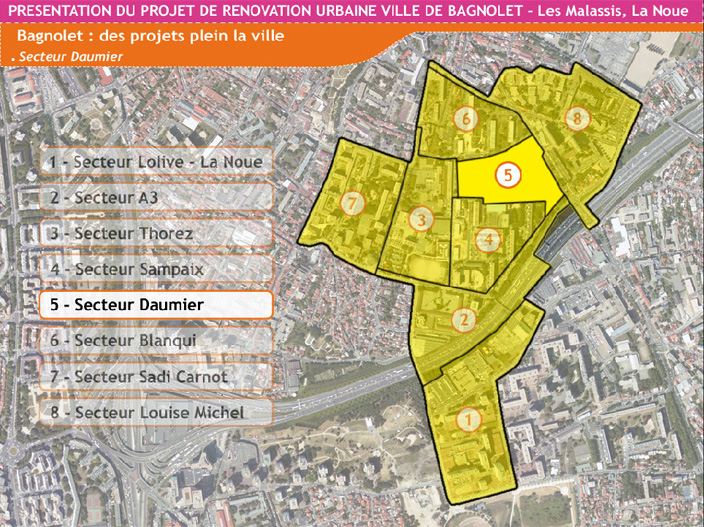 PRESENTATION DU PROJET DE RENOVATION URBAINE VILLE DE BAGNOLET - Les Malassis, La Noue
Bagnolet : des projets plein la ville
. Secteur Daumier
1 - Secteur Lolive - La Noue
2 - Secteur A3
3 - Secteur Thorez
4 - Secteur Sampaix
5 - Secteur Daumier
6 - Secteur Blanqui
7 - Secteur Sadi Carnot
8 - Secteur Louise Michel
6
8
5
7
3
4
2
1